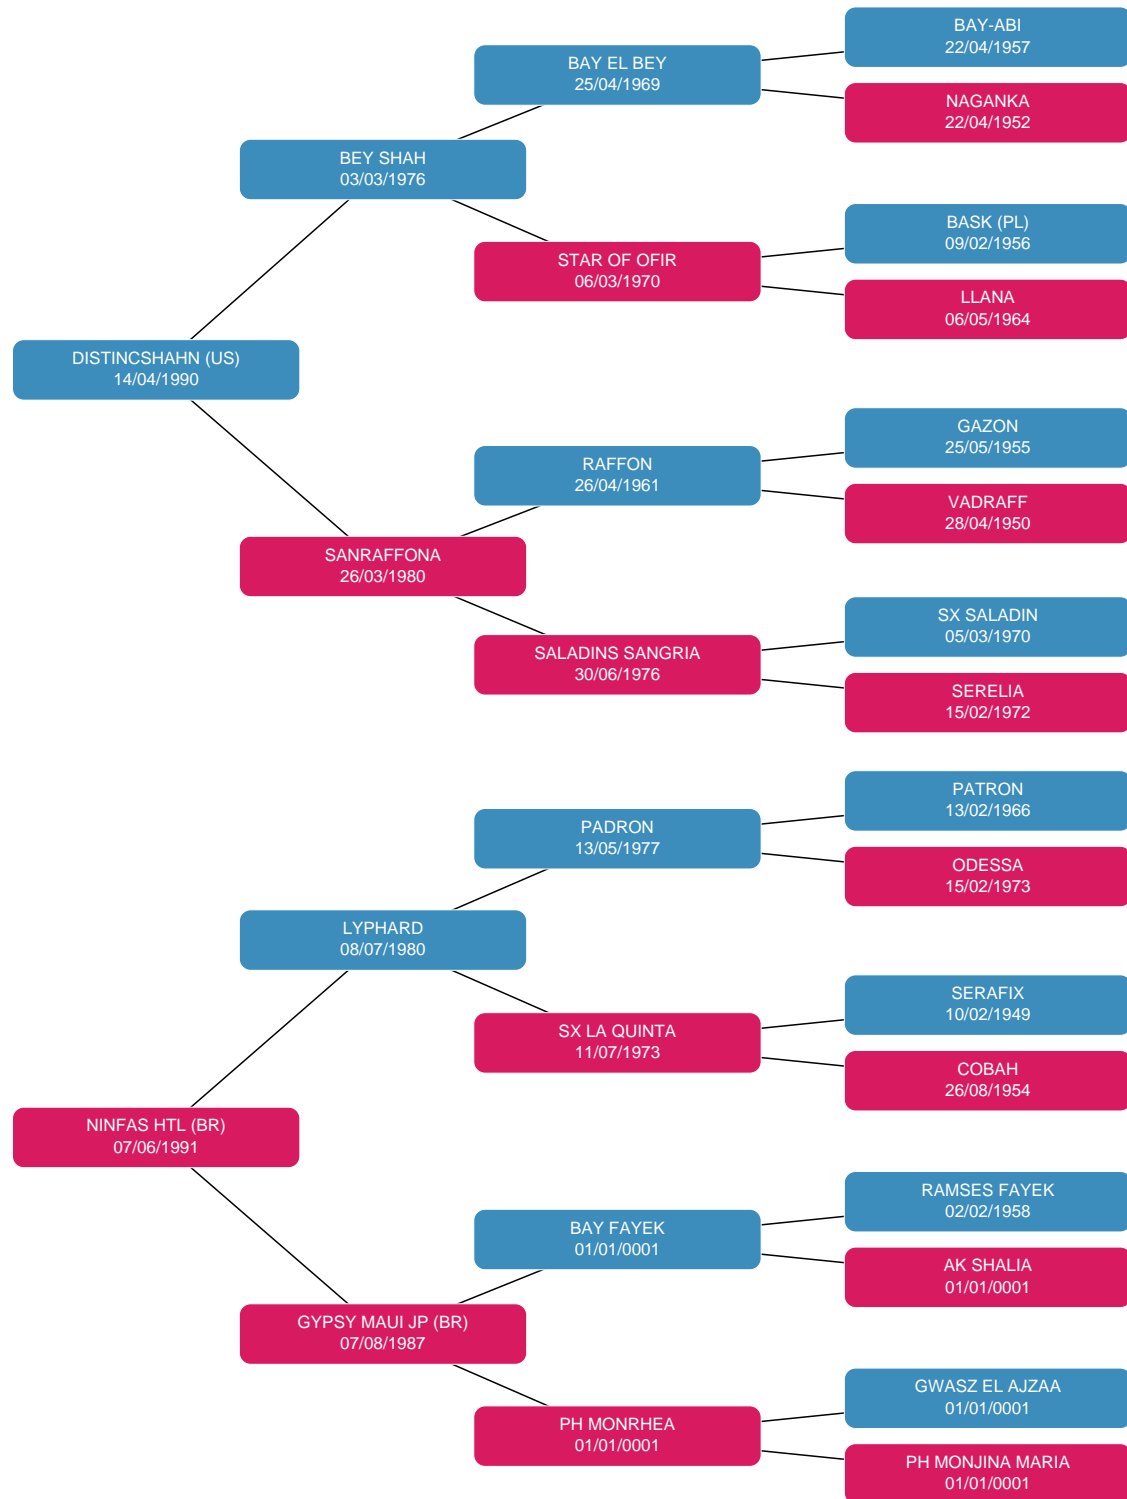 BAY-ABI
22/04/1957
BAY EL BEY
25/04/1969
NAGANKA
22/04/1952
BEY SHAH
03/03/1976
BASK (PL)
09/02/1956
STAR OF OFIR
06/03/1970
LLANA
06/05/1964
DISTINCSHAHN (US)
14/04/1990
GAZON
25/05/1955
RAFFON
26/04/1961
VADRAFF
28/04/1950
SANRAFFONA
26/03/1980
SX SALADIN
05/03/1970
SALADINS SANGRIA
30/06/1976
SERELIA
15/02/1972
PATRON
13/02/1966
PADRON
13/05/1977
ODESSA
15/02/1973
LYPHARD
08/07/1980
SERAFIX
10/02/1949
SX LA QUINTA
11/07/1973
COBAH
26/08/1954
NINFAS HTL (BR)
07/06/1991
RAMSES FAYEK
02/02/1958
BAY FAYEK
01/01/0001
AK SHALIA
01/01/0001
GYPSY MAUI JP (BR)
07/08/1987
GWASZ EL AJZAA
01/01/0001
PH MONRHEA
01/01/0001
PH MONJINA MARIA
01/01/0001